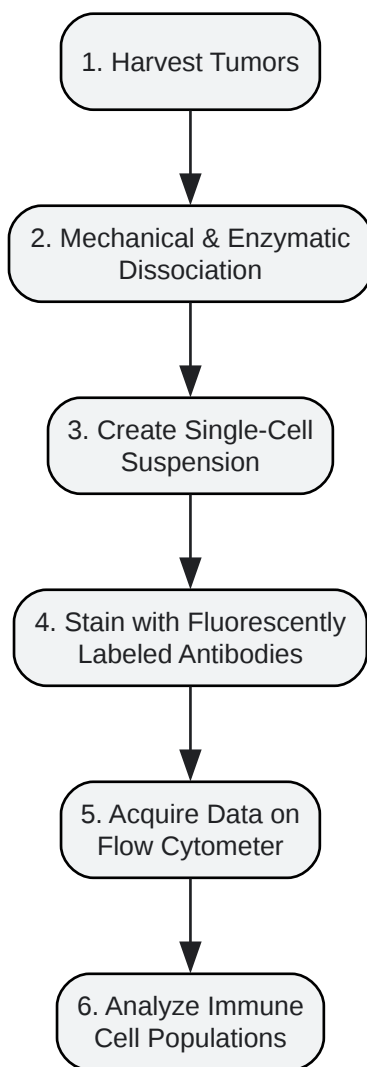 1. Harvest Tumors
2. Mechanical & Enzymatic
Dissociation
3. Create Single-Cell
Suspension
4. Stain with Fluorescently
Labeled Antibodies
5. Acquire Data on
Flow Cytometer
6. Analyze Immune
Cell Populations